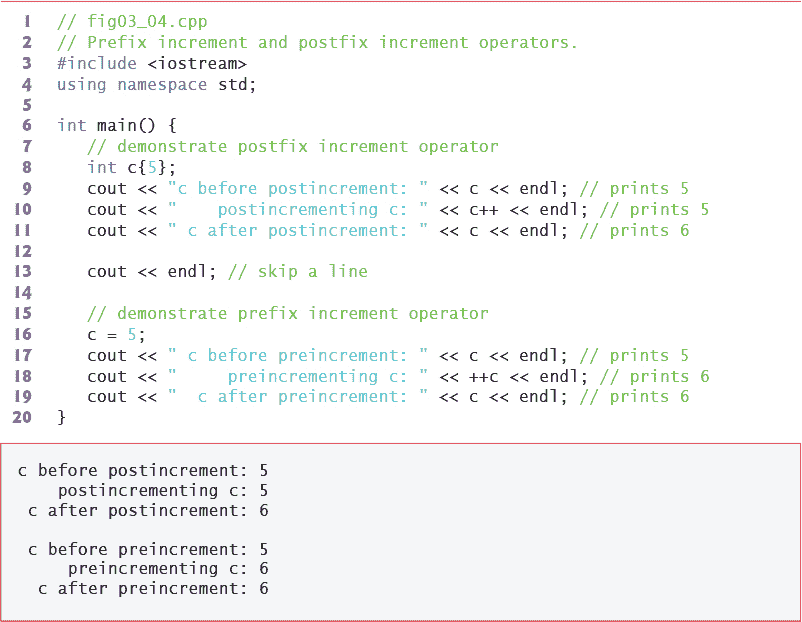 1 // fig03_04.cpp
2 // Prefix increment and postfix increment operators.
3 #include <iostream>
4 using namespace std;
5
6 int main() {
7    // demonstrate postfix increment operator
8    int c{5};
9    cout << "c before postincrement: " << c << endl; // prints 5
10    cout << "    postincrementing c: " << c++ << endl; // prints 5
11    cout << " c after postincrement: " << c << endl; // prints 6
12
13    cout << endl; // skip a line
14
15    // demonstrate prefix increment operator
16    c = 5;
17    cout << " c before preincrement: " << c << endl; // prints 5
18    cout << "     preincrementing c: " << ++c << endl; // prints 6
19    cout << "  c after preincrement: " << c << endl; // prints 6
20 }
c before postincrement: 5
    postincrementing c: 5
 c after postincrement: 6

 c before preincrement: 5
     preincrementing c: 6
  c after preincrement: 6